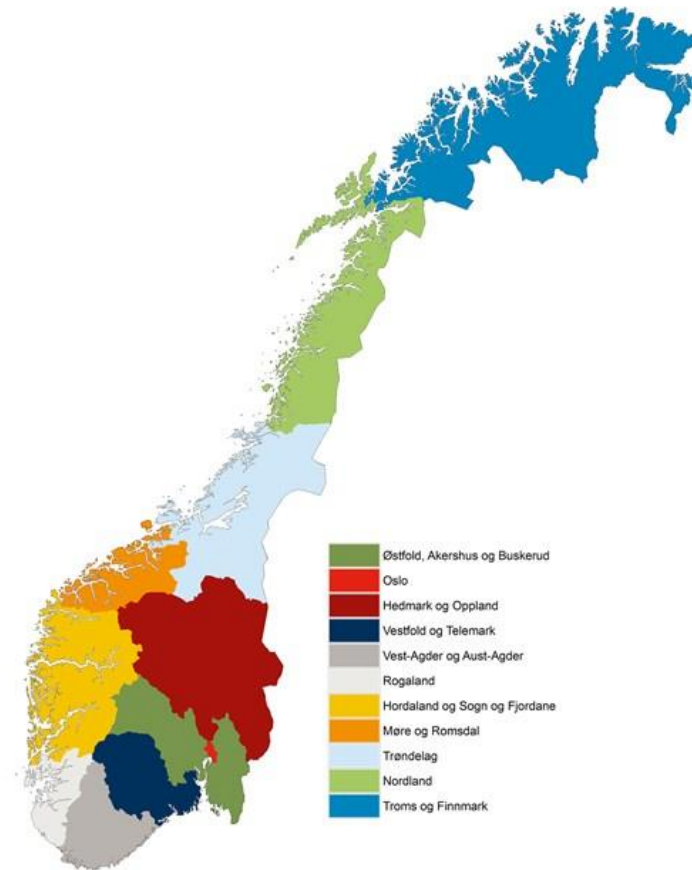 Østfold, Akershus og Buskerud
Oslo
Hedmark og Oppland
Vestfold og Telemark
Vest-Agder og Aust-Agder
Rogaland
Hordaland og Sogn og Fjordane
Møre og Romsdal
Trøndelag
Nordland
Troms og Finnmark